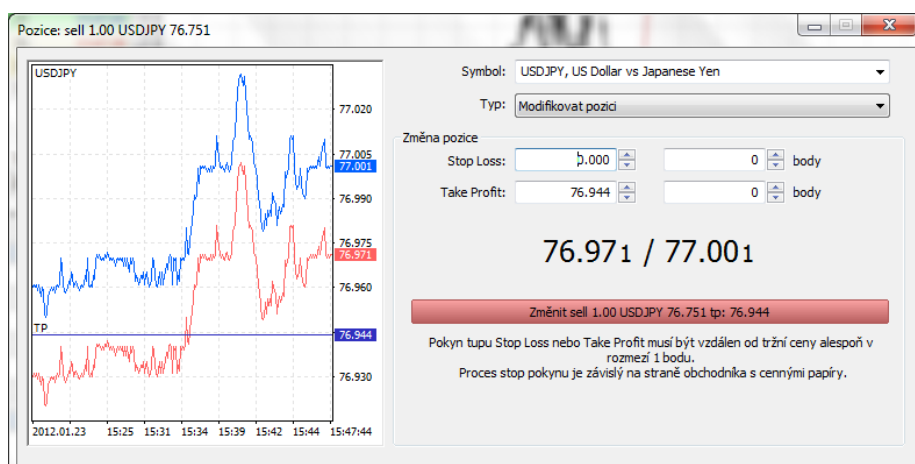 Pozice: sell 1.00 USDJPY 76.751
USDJPY
77.020
77.005
77.001
76.990
76.975
76.971
76.960
TP
76.944
76.930
2012.01.23 15:25 15:31 15:34 15:39 15:42 15:44 15:47:44
Symbol: USDJPY, US Dollar vs Japanese Yen
Typ: Modifikovat pozici
Změna pozice
Stop Loss: 0.000 0 body
Take Profit: 76.944 0 body
76.971 / 77.001
Změnit sell 1.00 USDJPY 76.751 tp: 76.944
Pokyn tupu Stop Loss nebo Take Profit musí být vzdálen od tržní ceny alespoň v
rozmezí 1 bodu.
Proces stop pokynu je závislý na straně obchodníka s cennými papíry.